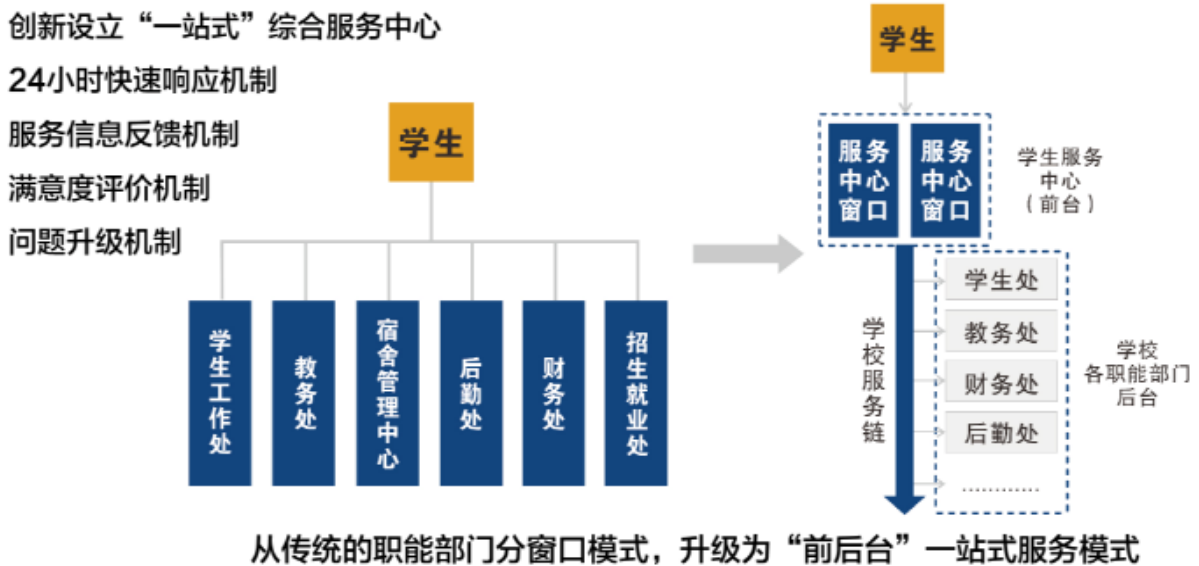 创新设立“一站式”综合服务中心
24小时快速响应机制
服务信息反馈机制
满意度评价机制
问题升级机制
学生
学生工作处
教务处
宿舍管理中心
后勤处
财务处
招生就业处
学生
服务
中心
窗口
服务
中心
窗口
学生服务
中心
（前台）
学校服务链
学生处
教务处
财务处
后勤处
…………
学校
各职能部门
后台
从传统的职能部门分窗口模式，升级为“前后台”一站式服务模式